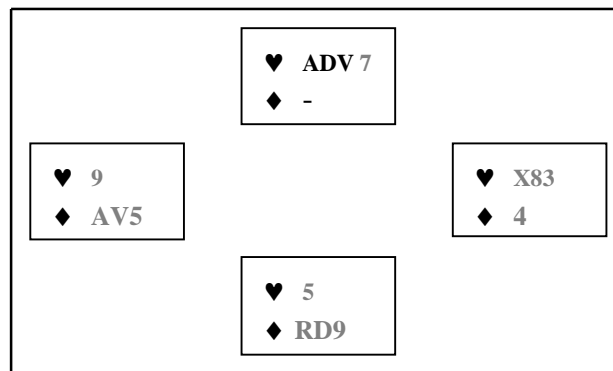 ♥ ADV 7
♦ -
♥ 9
♦ AV5
♥ X83
♦ 4
♥ 5
♦ RD9